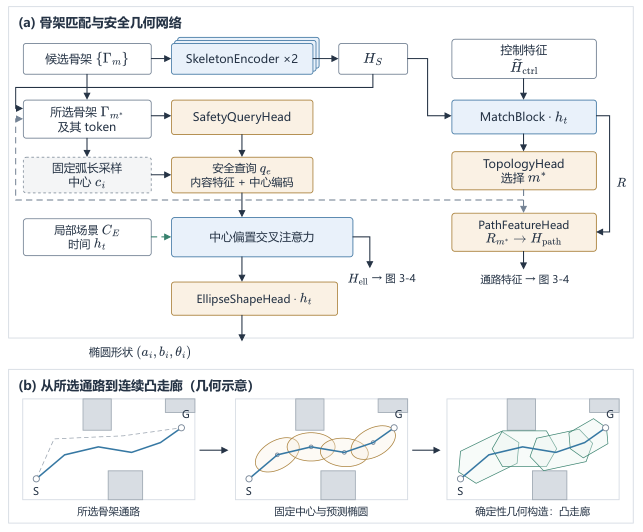 (a) 骨架匹配与安全几何网络
候选骨架 {Γₘ}
SkeletonEncoder ×2
H_S
控制特征
H̃_ctrl
所选骨架 Γ_m*
及其 token
SafetyQueryHead
MatchBlock · hₜ
固定弧长采样
中心 cᵢ
安全查询 qₑ
内容特征 + 中心编码
TopologyHead
选择 m*
R
局部场景 C_E
时间 hₜ
中心偏置交叉注意力
PathFeatureHead
R_m* → H_path
H_ell → 图 3-4
通路特征 → 图 3-4
EllipseShapeHead · hₜ
椭圆形状 (aᵢ, bᵢ, θᵢ)
(b) 从所选通路到连续凸走廊（几何示意）
G
S
G
S
G
S
所选骨架通路
固定中心与预测椭圆
确定性几何构造：凸走廊